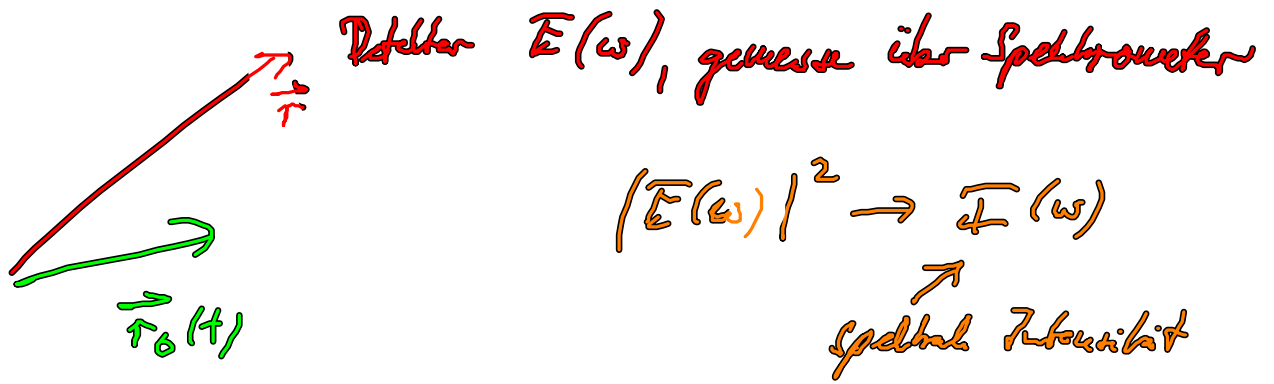 Detektor E(ω), gemessen über Spektrometer
r⃗
|E(ω)|² → I(ω)
r⃗₀(t)
spektrale Intensität